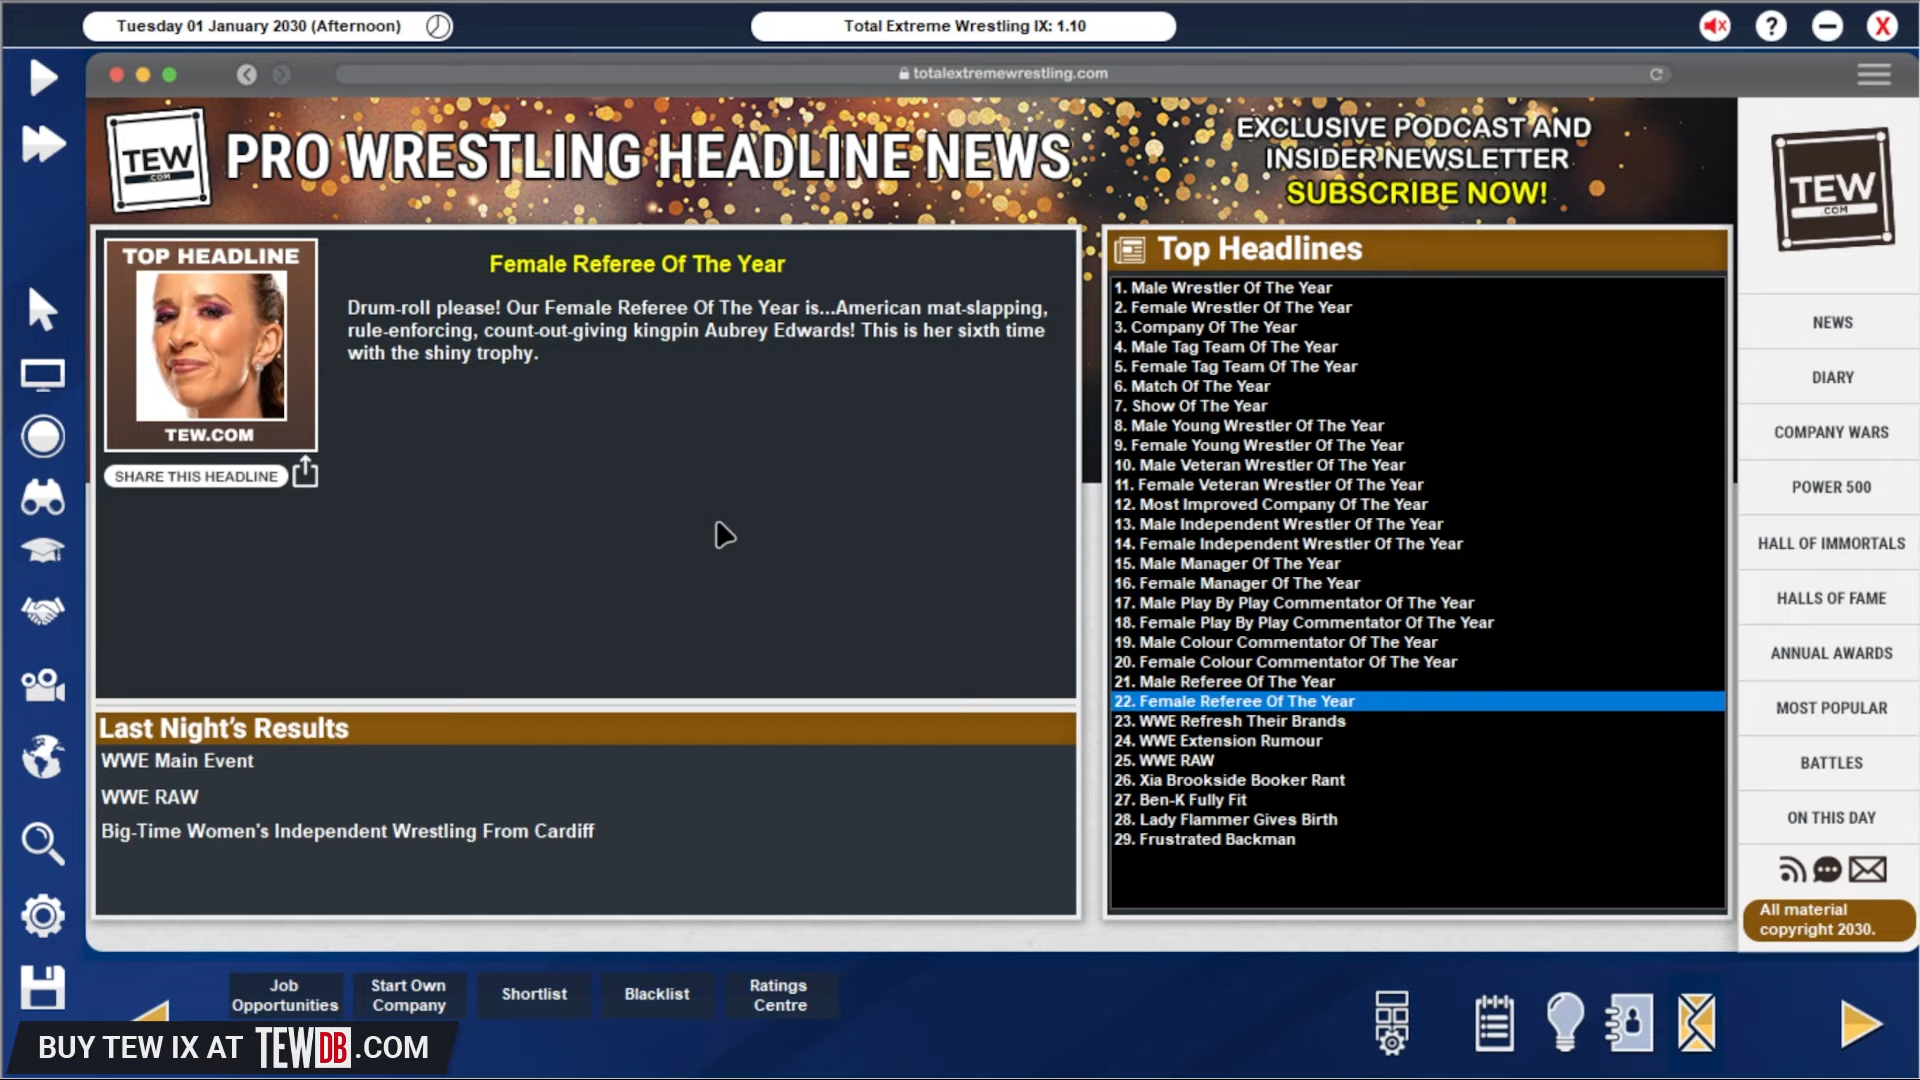 Tuesday 01 January 2030 (Afternoon)
Total Extreme Wrestling IX: 1.10
X
?
totalextremewrestling.com
TEW
.COM
PRO WRESTLING HEADLINE NEWS
EXCLUSIVE PODCAST AND
INSIDER NEWSLETTER
SUBSCRIBE NOW!
TEW
.COM
TOP HEADLINE
TEW.COM
SHARE THIS HEADLINE
Female Referee Of The Year
Drum-roll please! Our Female Referee Of The Year is...American mat-slapping,
rule-enforcing, count-out-giving kingpin Aubrey Edwards! This is her sixth time
with the shiny trophy.
Last Night's Results
WWE Main Event
WWE RAW
Big-Time Women's Independent Wrestling From Cardiff
Top Headlines
1. Male Wrestler Of The Year
2. Female Wrestler Of The Year
3. Company Of The Year
4. Male Tag Team Of The Year
5. Female Tag Team Of The Year
6. Match Of The Year
7. Show Of The Year
8. Male Young Wrestler Of The Year
9. Female Young Wrestler Of The Year
10. Male Veteran Wrestler Of The Year
11. Female Veteran Wrestler Of The Year
12. Most Improved Company Of The Year
13. Male Independent Wrestler Of The Year
14. Female Independent Wrestler Of The Year
15. Male Manager Of The Year
16. Female Manager Of The Year
17. Male Play By Play Commentator Of The Year
18. Female Play By Play Commentator Of The Year
19. Male Colour Commentator Of The Year
20. Female Colour Commentator Of The Year
21. Male Referee Of The Year
22. Female Referee Of The Year
23. WWE Refresh Their Brands
24. WWE Extension Rumour
25. WWE RAW
26. Xia Brookside Booker Rant
27. Ben-K Fully Fit
28. Lady Flammer Gives Birth
29. Frustrated Backman
NEWS
DIARY
COMPANY WARS
POWER 500
HALL OF IMMORTALS
HALLS OF FAME
ANNUAL AWARDS
MOST POPULAR
BATTLES
ON THIS DAY
All material
copyright 2030.
Job
Opportunities
Start Own
Company
Shortlist
Blacklist
Ratings
Centre
BUY TEW IX AT TEWDB.COM